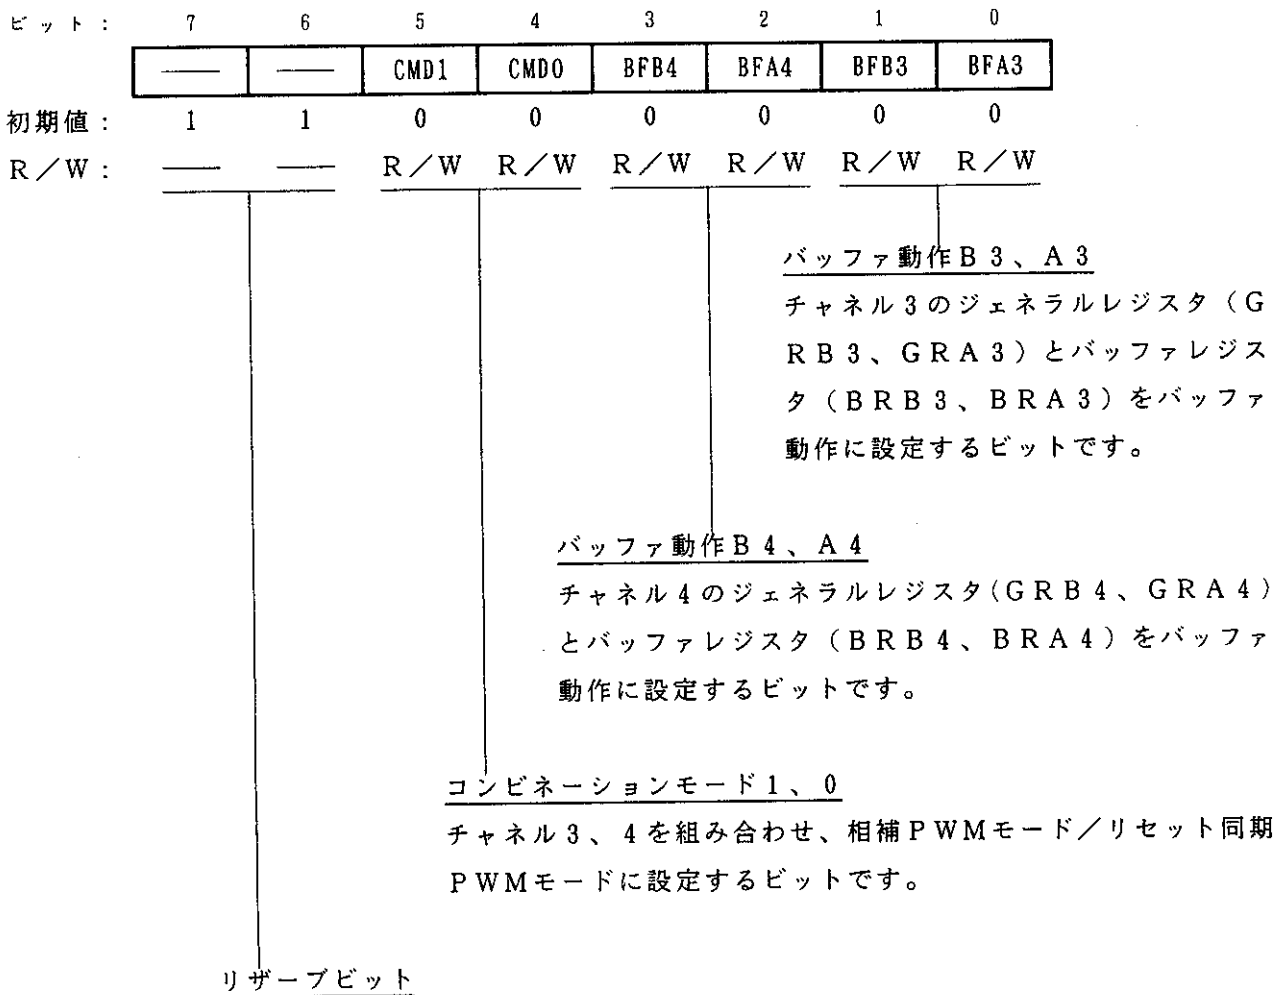 ビット： 7 6 5 4 3 2 1 0
—— —— CMD1 CMD0 BFB4 BFA4 BFB3 BFA3
初期値： 1 1 0 0 0 0 0 0
R／W： —— —— R／W R／W R／W R／W R／W R／W
バッファ動作B3、A3
チャネル3のジェネラルレジスタ（G
RB3、GRA3）とバッファレジス
タ（BRB3、BRA3）をバッファ
動作に設定するビットです。
バッファ動作B4、A4
チャネル4のジェネラルレジスタ(GRB4、GRA4)
とバッファレジスタ（BRB4、BRA4）をバッファ
動作に設定するビットです。
コンビネーションモード1、0
チャネル3、4を組み合わせ、相補PWMモード／リセット同期
PWMモードに設定するビットです。
リザーブビット